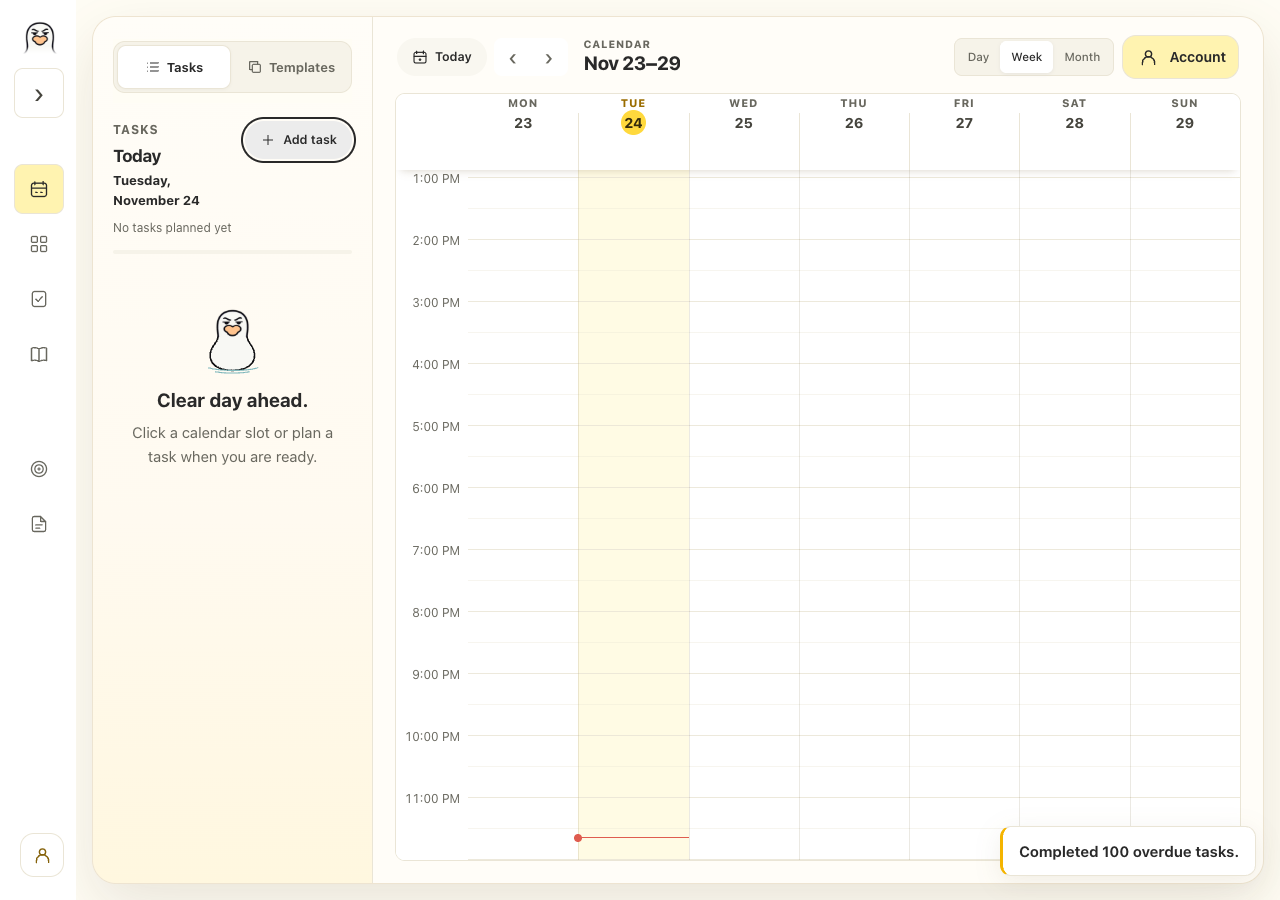 Tasks
Templates
TASKS
Today
Tuesday,
November 24
Add task
No tasks planned yet
Clear day ahead.
Click a calendar slot or plan a
task when you are ready.
Today
CALENDAR
Nov 23–29
Day
Week
Month
Account
MON
23
TUE
24
WED
25
THU
26
FRI
27
SAT
28
SUN
29
1:00 PM
2:00 PM
3:00 PM
4:00 PM
5:00 PM
6:00 PM
7:00 PM
8:00 PM
9:00 PM
10:00 PM
11:00 PM
Completed 100 overdue tasks.